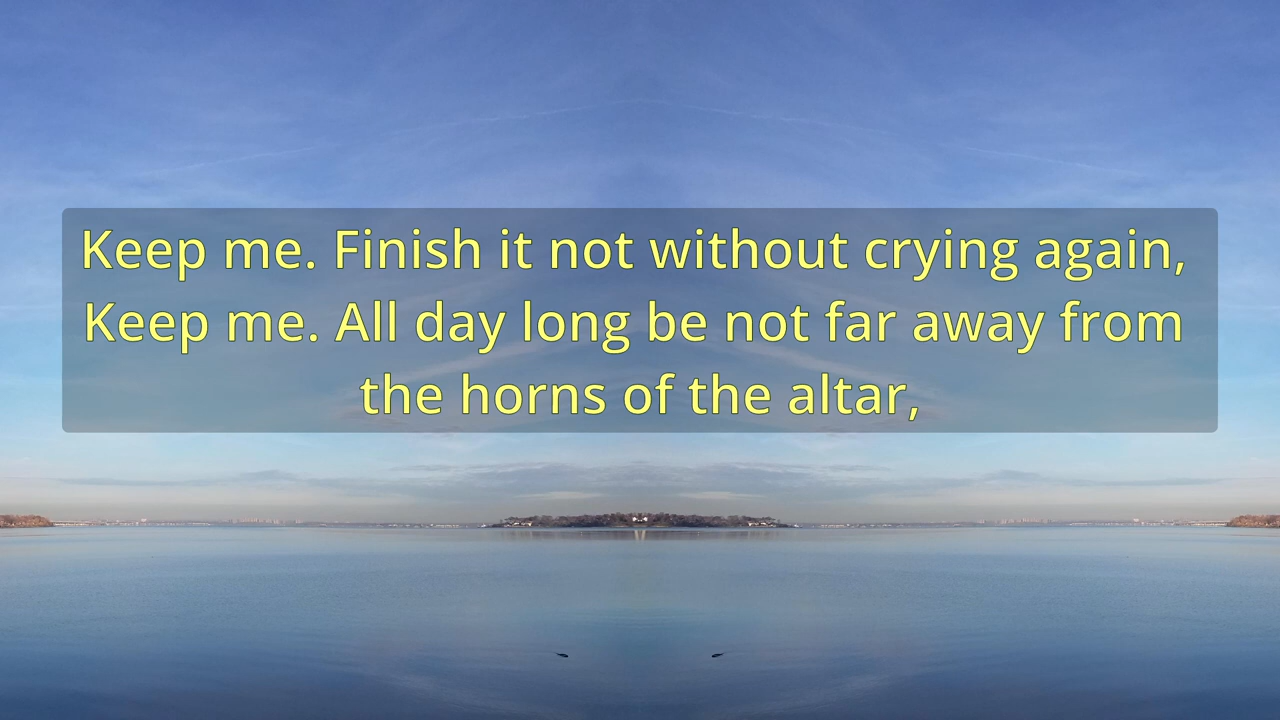 Keep me. Finish it not without crying again,
Keep me. All day long be not far away from
the horns of the altar,